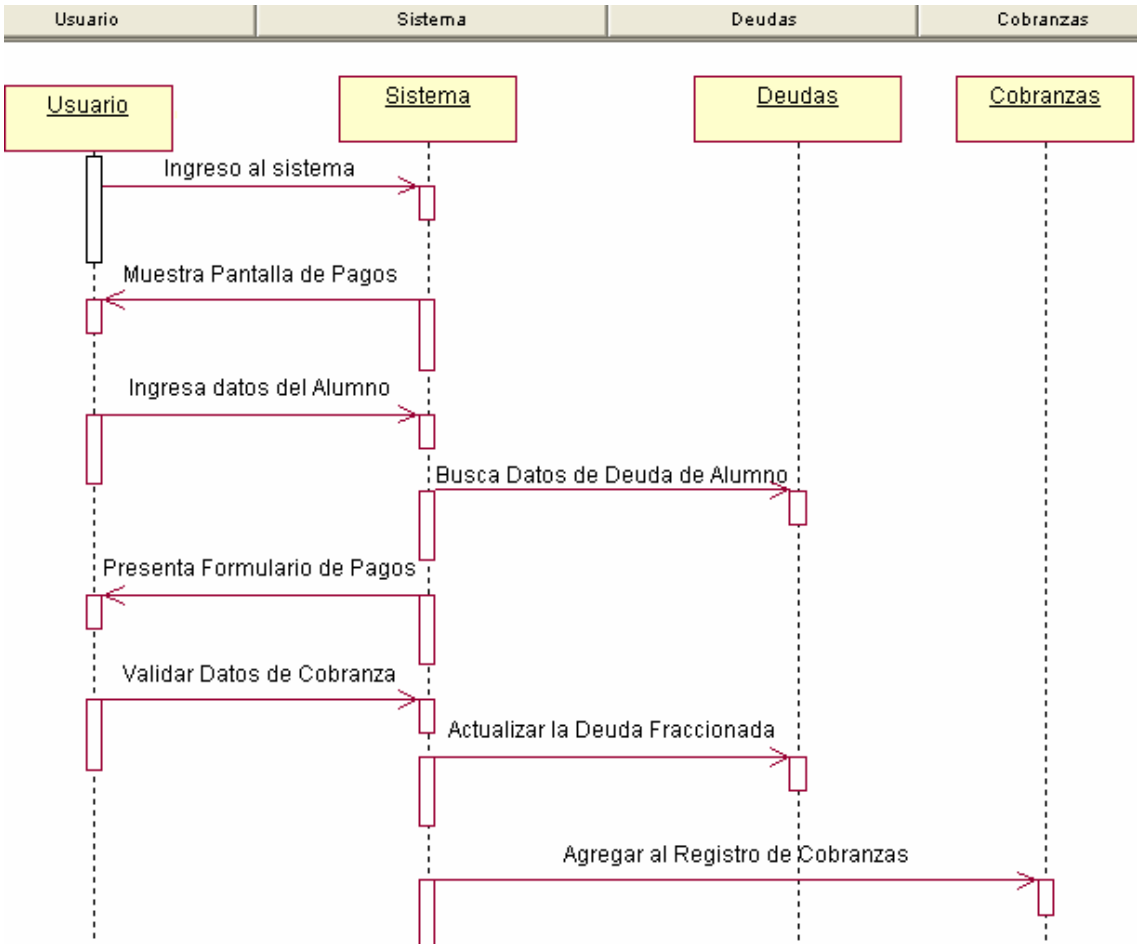 Usuario
Sistema
Deudas
Cobranzas
Usuario
Sistema
Deudas
Cobranzas
Ingreso al sistema
Muestra Pantalla de Pagos
Ingresa datos del Alumno
Busca Datos de Deuda de Alumno
Presenta Formulario de Pagos
Validar Datos de Cobranza
Actualizar la Deuda Fraccionada
Agregar al Registro de Cobranzas